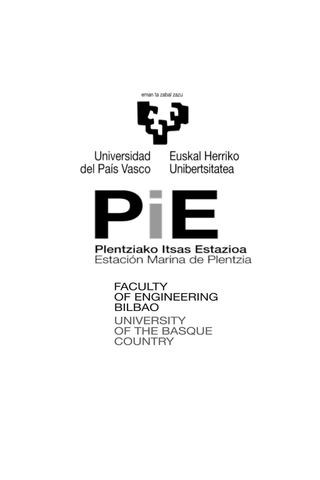 eman ta zabal zazu
Universidad
del País Vasco
Euskal Herriko
Unibertsitatea
PiE
Plentziako Itsas Estazioa
Estación Marina de Plentzia
FACULTY
OF ENGINEERING
BILBAO
UNIVERSITY
OF THE BASQUE
COUNTRY